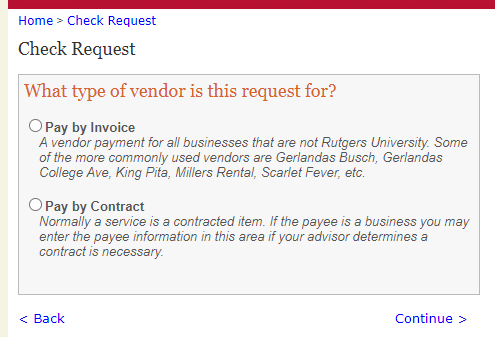 Home > Check Request
Check Request
What type of vendor is this request for?
Pay by Invoice
A vendor payment for all businesses that are not Rutgers University. Some
of the more commonly used vendors are Gerlandas Busch, Gerlandas
College Ave, King Pita, Millers Rental, Scarlet Fever, etc.
Pay by Contract
Normally a service is a contracted item. If the payee is a business you may
enter the payee information in this area if your advisor determines a
contract is necessary.
< Back
Continue >